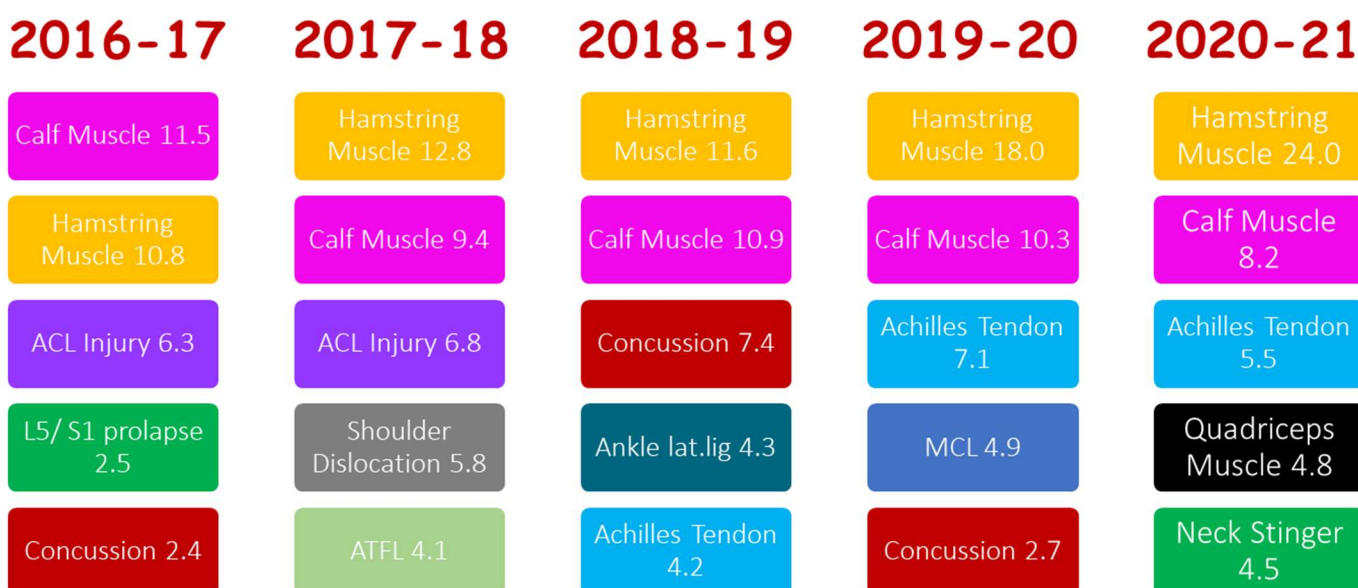 2016-17 2017-18 2018-19 2019-20 2020-21
Calf Muscle 11.5
Hamstring
Muscle 12.8
Hamstring
Muscle 11.6
Hamstring
Muscle 18.0
Hamstring
Muscle 24.0
Hamstring
Muscle 10.8
Calf Muscle 9.4
Calf Muscle 10.9
Calf Muscle 10.3
Calf Muscle
8.2
ACL Injury 6.3
ACL Injury 6.8
Concussion 7.4
Achilles Tendon
7.1
Achilles Tendon
5.5
L5/ S1 prolapse
2.5
Shoulder
Dislocation 5.8
Ankle lat.lig 4.3
MCL 4.9
Quadriceps
Muscle 4.8
Concussion 2.4
ATFL 4.1
Achilles Tendon
4.2
Concussion 2.7
Neck Stinger
4.5